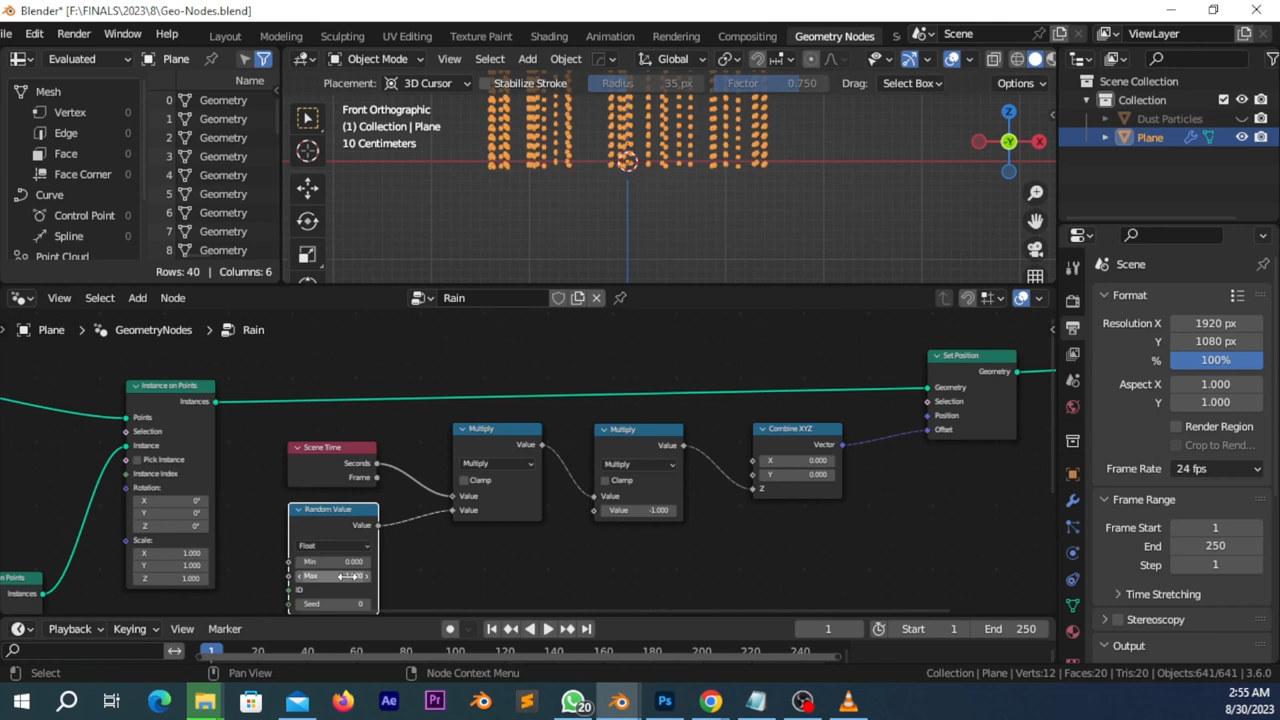 Blender* [F:\FINALS\2023\8\Geo-Nodes.blend]
ile Edit Render Window Help Layout Modeling Sculpting UV Editing Texture Paint Shading Animation Rendering Compositing Geometry Nodes S Scene ViewLayer
Evaluated Plane Object Mode View Select Add Object Global
Placement: 3D Cursor Stabilize Stroke Radius 35 px Factor 0.750 Drag: Select Box Options
Name
Mesh
Vertex 0
Edge 0
Face 0
Face Corner 0
Curve
Control Point 0
Spline 0
Point Cloud
0 Geometry
1 Geometry
2 Geometry
3 Geometry
4 Geometry
5 Geometry
6 Geometry
7 Geometry
8 Geometry
Rows: 40 | Columns: 6
Front Orthographic
(1) Collection | Plane
10 Centimeters
Z
-Y
X
Scene Collection
Collection
Dust Particles
Plane
View Select Add Node Rain
Plane > GeometryNodes > Rain
Instance on Points
Instances
Points
Selection
Instance
Pick Instance
Instance Index
Rotation:
X 0°
Y 0°
Z 0°
Scale:
X 1.000
Y 1.000
Z 1.000
on Points
Instances
Scene Time
Seconds
Frame
Random Value
Value
Float
Min 0.000
Max
ID
Seed 0
Multiply
Value
Multiply
Clamp
Value
Value
Multiply
Value
Multiply
Clamp
Value
Value -1.000
Combine XYZ
Vector
X 0.000
Y 0.000
Z
Set Position
Geometry
Geometry
Selection
Position
Offset
Scene
Format
Resolution X 1920 px
Y 1080 px
% 100%
Aspect X 1.000
Y 1.000
Render Region
Crop to Rend...
Frame Rate 24 fps
Frame Range
Frame Start 1
End 250
Step 1
Time Stretching
Stereoscopy
Output
Playback Keying View Marker 1 Start 1 End 250
1 20 40 60 80 100 120 140 160 180 200 220 240
Select Pan View Node Context Menu Collection | Plane | Verts:12 | Faces:20 | Tris:20 | Objects:641/641 | 3.6.0
Ae Pr 20 Ps
2:55 AM
8/30/2023